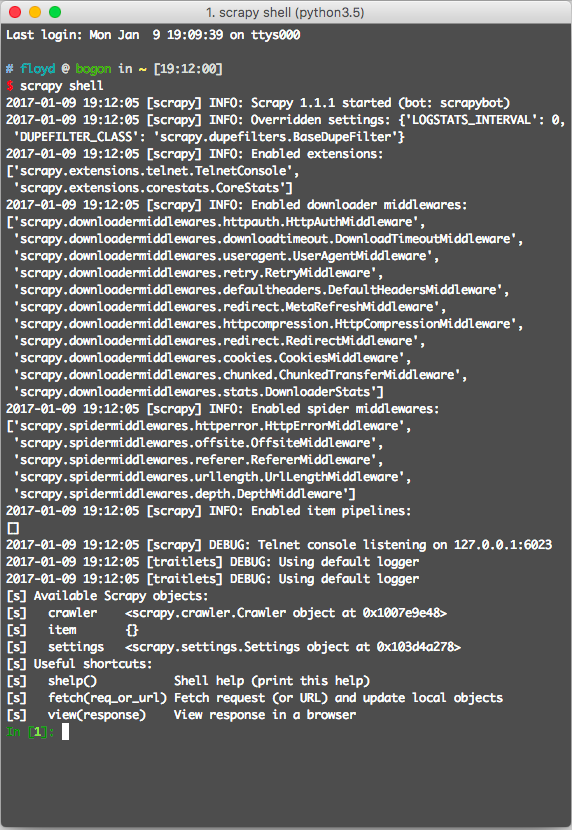 1. scrapy shell (python3.5)
Last login: Mon Jan  9 19:09:39 on ttys000
# floyd @ bogon in ~ [19:12:00]
$ scrapy shell
2017-01-09 19:12:05 [scrapy] INFO: Scrapy 1.1.1 started (bot: scrapybot)
2017-01-09 19:12:05 [scrapy] INFO: Overridden settings: {'LOGSTATS_INTERVAL': 0,
 'DUPEFILTER_CLASS': 'scrapy.dupefilters.BaseDupeFilter'}
2017-01-09 19:12:05 [scrapy] INFO: Enabled extensions:
['scrapy.extensions.telnet.TelnetConsole',
 'scrapy.extensions.corestats.CoreStats']
2017-01-09 19:12:05 [scrapy] INFO: Enabled downloader middlewares:
['scrapy.downloadermiddlewares.httpauth.HttpAuthMiddleware',
 'scrapy.downloadermiddlewares.downloadtimeout.DownloadTimeoutMiddleware',
 'scrapy.downloadermiddlewares.useragent.UserAgentMiddleware',
 'scrapy.downloadermiddlewares.retry.RetryMiddleware',
 'scrapy.downloadermiddlewares.defaultheaders.DefaultHeadersMiddleware',
 'scrapy.downloadermiddlewares.redirect.MetaRefreshMiddleware',
 'scrapy.downloadermiddlewares.httpcompression.HttpCompressionMiddleware',
 'scrapy.downloadermiddlewares.redirect.RedirectMiddleware',
 'scrapy.downloadermiddlewares.cookies.CookiesMiddleware',
 'scrapy.downloadermiddlewares.chunked.ChunkedTransferMiddleware',
 'scrapy.downloadermiddlewares.stats.DownloaderStats']
2017-01-09 19:12:05 [scrapy] INFO: Enabled spider middlewares:
['scrapy.spidermiddlewares.httperror.HttpErrorMiddleware',
 'scrapy.spidermiddlewares.offsite.OffsiteMiddleware',
 'scrapy.spidermiddlewares.referer.RefererMiddleware',
 'scrapy.spidermiddlewares.urllength.UrlLengthMiddleware',
 'scrapy.spidermiddlewares.depth.DepthMiddleware']
2017-01-09 19:12:05 [scrapy] INFO: Enabled item pipelines:
[]
2017-01-09 19:12:05 [scrapy] DEBUG: Telnet console listening on 127.0.0.1:6023
2017-01-09 19:12:05 [traitlets] DEBUG: Using default logger
2017-01-09 19:12:05 [traitlets] DEBUG: Using default logger
[s] Available Scrapy objects:
[s]   crawler    <scrapy.crawler.Crawler object at 0x1007e9e48>
[s]   item       {}
[s]   settings   <scrapy.settings.Settings object at 0x103d4a278>
[s] Useful shortcuts:
[s]   shelp()           Shell help (print this help)
[s]   fetch(req_or_url) Fetch request (or URL) and update local objects
[s]   view(response)    View response in a browser
In [1]: